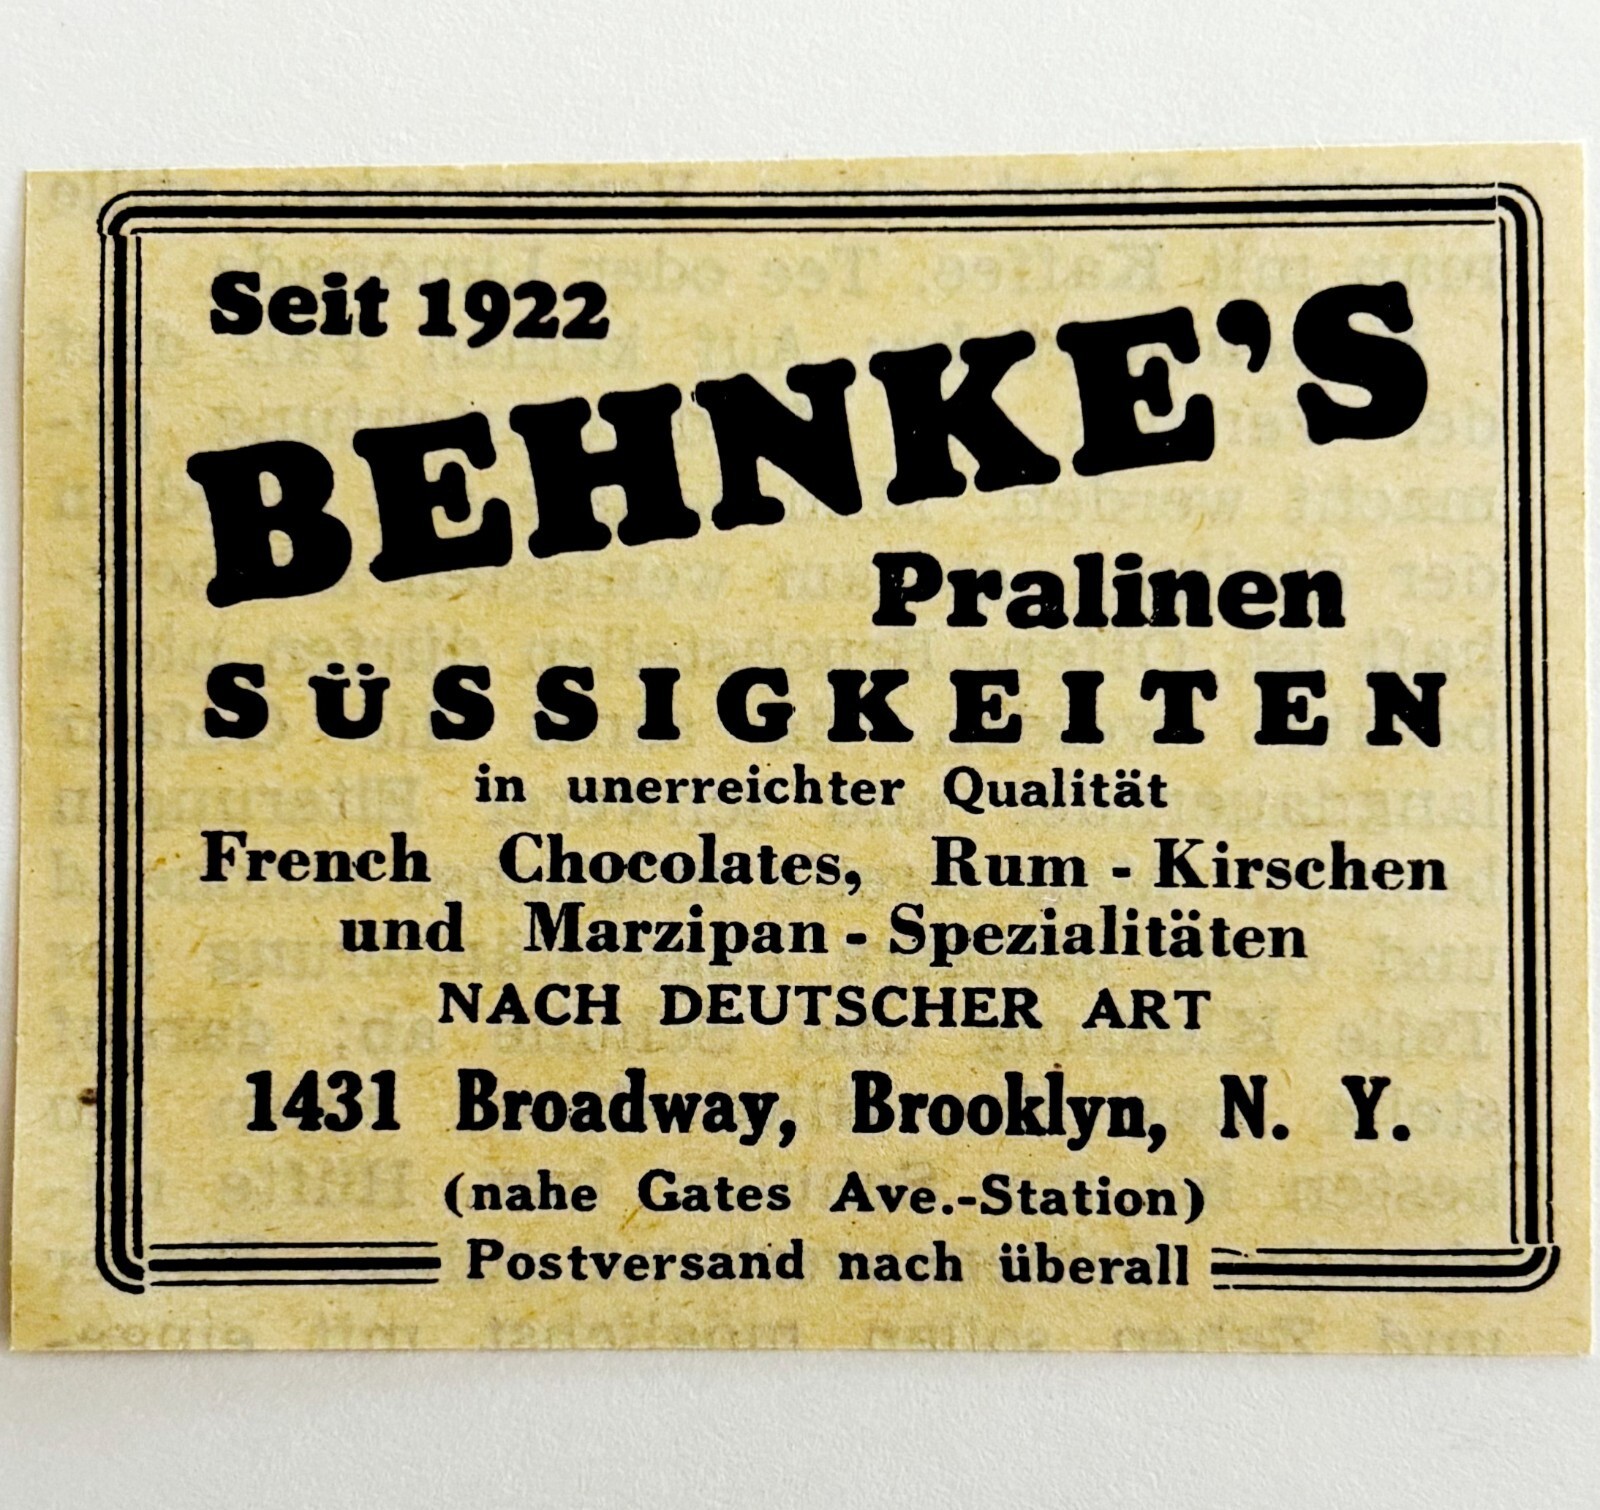 Seit 1922
BEHNKE'S
Pralinen
SÜSSIGKEITEN
in unerreichter Qualität
French Chocolates, Rum - Kirschen
und Marzipan - Spezialitäten
NACH DEUTSCHER ART
1431 Broadway, Brooklyn, N. Y.
(nahe Gates Ave.-Station)
Postversand nach überall